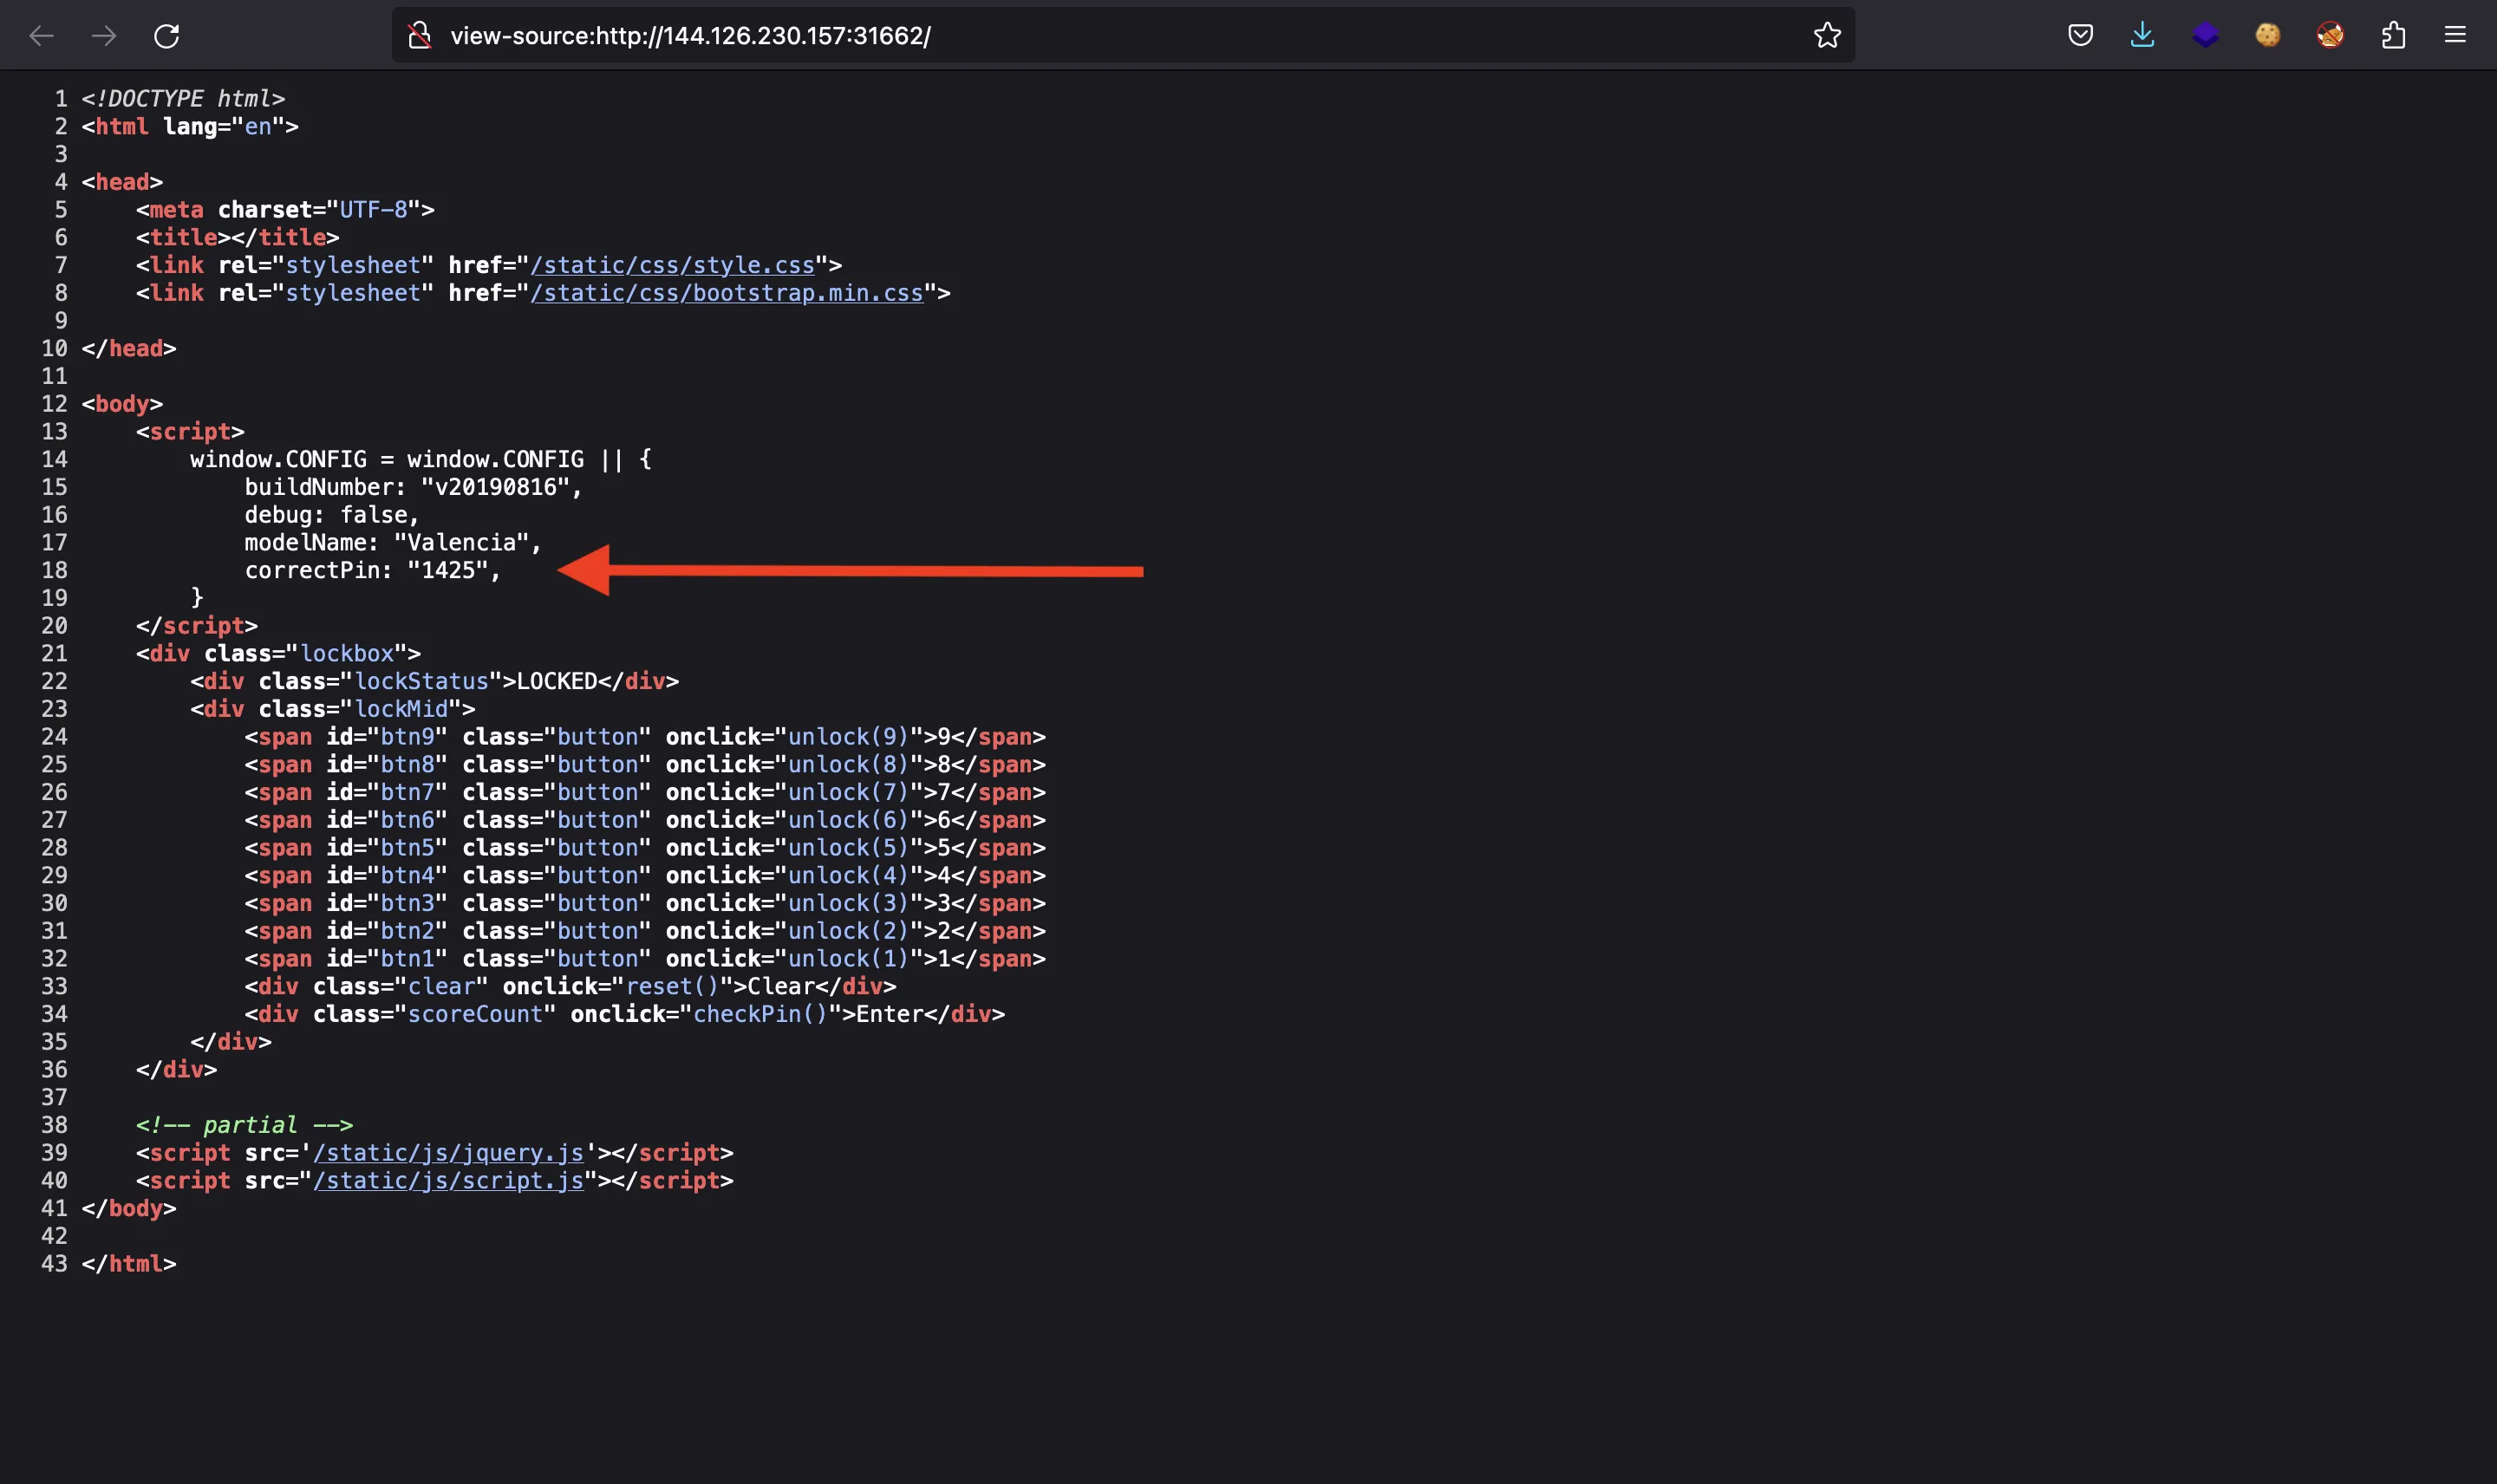 view-source:http://144.126.230.157:31662/
1 <!DOCTYPE html>
2 <html lang="en">
3
4 <head>
5     <meta charset="UTF-8">
6     <title></title>
7     <link rel="stylesheet" href="/static/css/style.css">
8     <link rel="stylesheet" href="/static/css/bootstrap.min.css">
9
10 </head>
11
12 <body>
13     <script>
14         window.CONFIG = window.CONFIG || {
15             buildNumber: "v20190816",
16             debug: false,
17             modelName: "Valencia",
18             correctPin: "1425",
19         }
20     </script>
21     <div class="lockbox">
22         <div class="lockStatus">LOCKED</div>
23         <div class="lockMid">
24             <span id="btn9" class="button" onclick="unlock(9)">9</span>
25             <span id="btn8" class="button" onclick="unlock(8)">8</span>
26             <span id="btn7" class="button" onclick="unlock(7)">7</span>
27             <span id="btn6" class="button" onclick="unlock(6)">6</span>
28             <span id="btn5" class="button" onclick="unlock(5)">5</span>
29             <span id="btn4" class="button" onclick="unlock(4)">4</span>
30             <span id="btn3" class="button" onclick="unlock(3)">3</span>
31             <span id="btn2" class="button" onclick="unlock(2)">2</span>
32             <span id="btn1" class="button" onclick="unlock(1)">1</span>
33             <div class="clear" onclick="reset()">Clear</div>
34             <div class="scoreCount" onclick="checkPin()">Enter</div>
35         </div>
36     </div>
37
38     <!-- partial -->
39     <script src='/static/js/jquery.js'></script>
40     <script src="/static/js/script.js"></script>
41 </body>
42
43 </html>